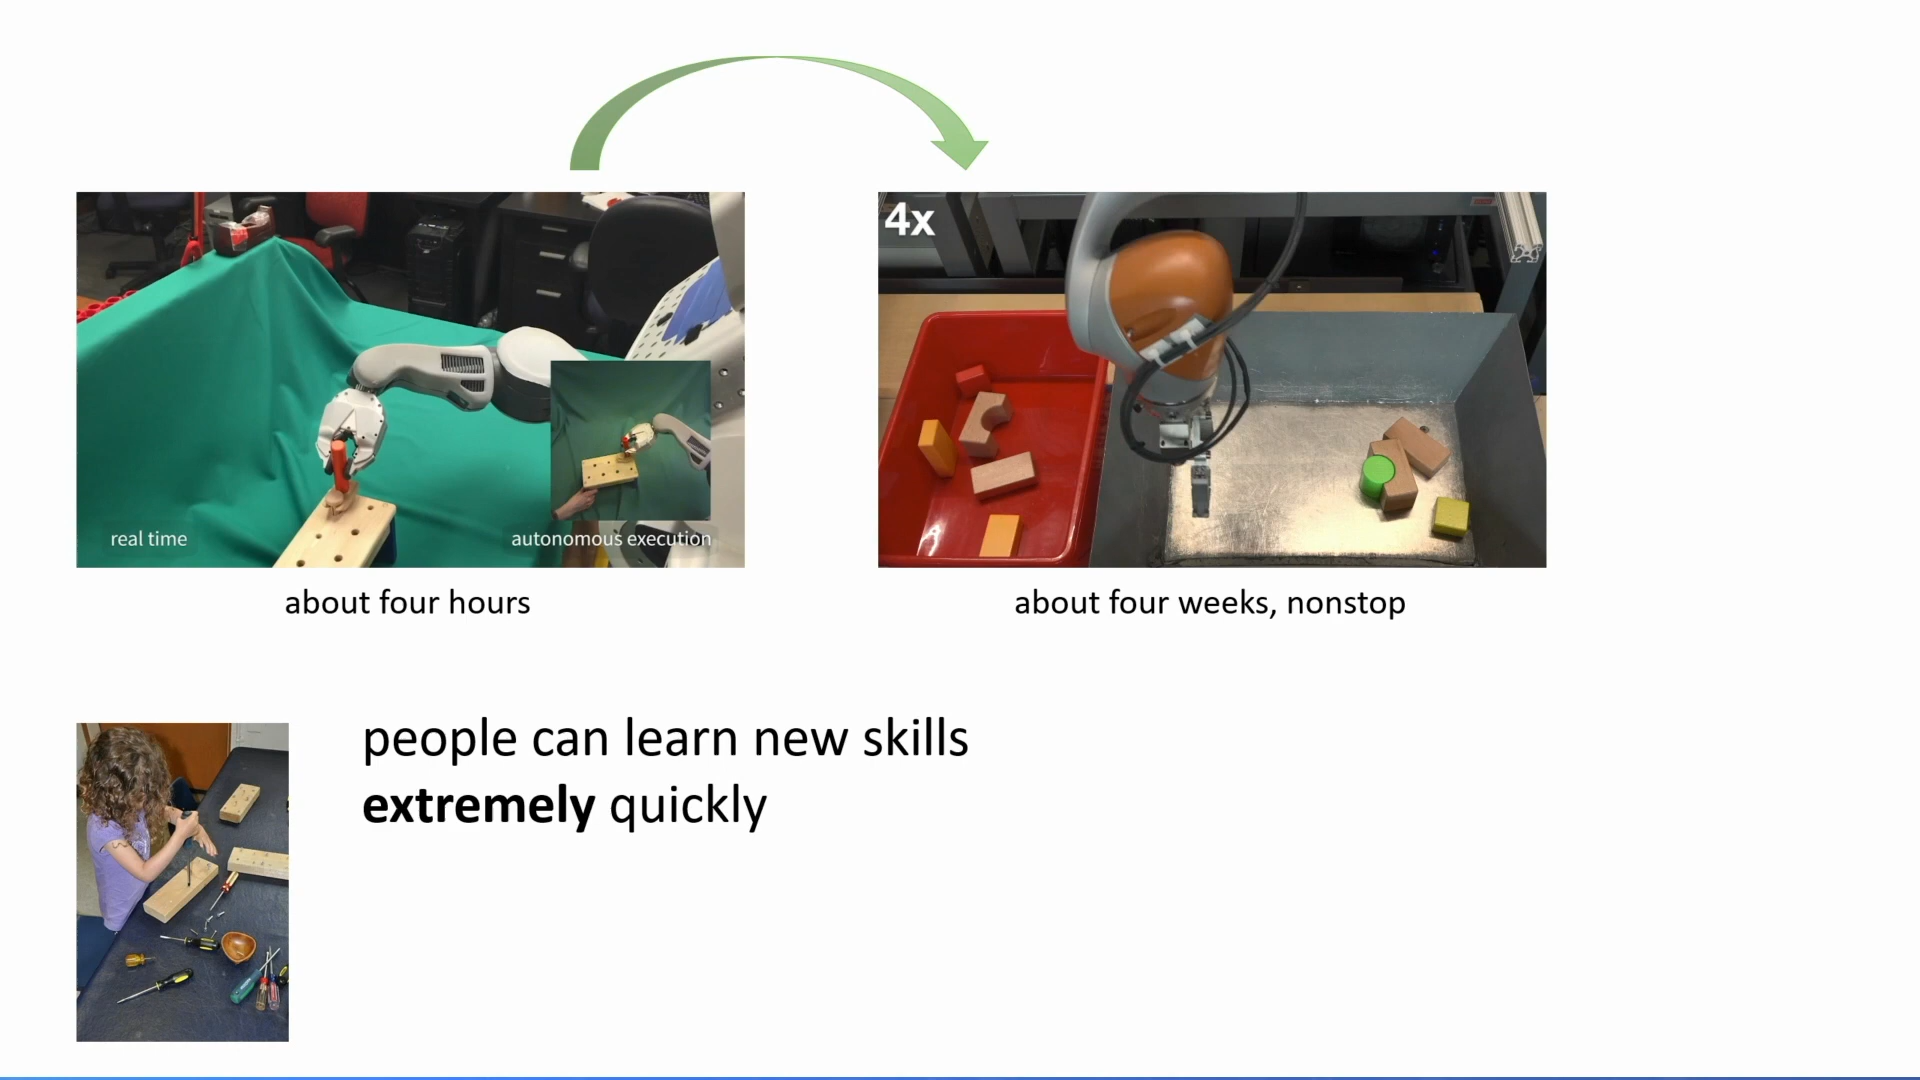 4x
real time
autonomous execution
about four hours
about four weeks, nonstop
people can learn new skills
extremely quickly